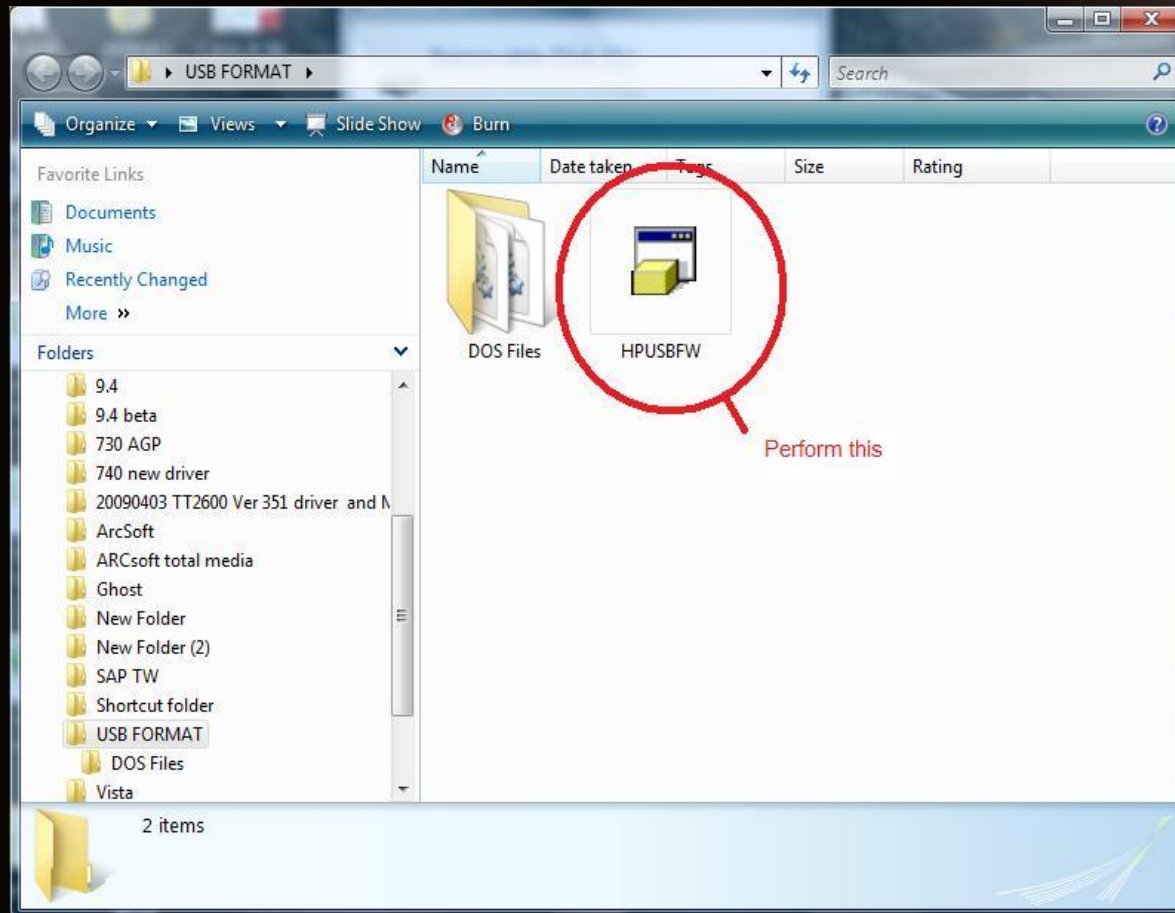 USB FORMAT
Search
Organize Views Slide Show Burn
Favorite Links
Documents
Music
Recently Changed
More »
Folders
9.4
9.4 beta
730 AGP
740 new driver
20090403 TT2600 Ver 351 driver and
ArcSoft
ARCsoft total media
Ghost
New Folder
New Folder (2)
SAP TW
Shortcut folder
USB FORMAT
DOS Files
Vista
Name Date taken Tags Size Rating
DOS Files HPUSBFW
Perform this
2 items